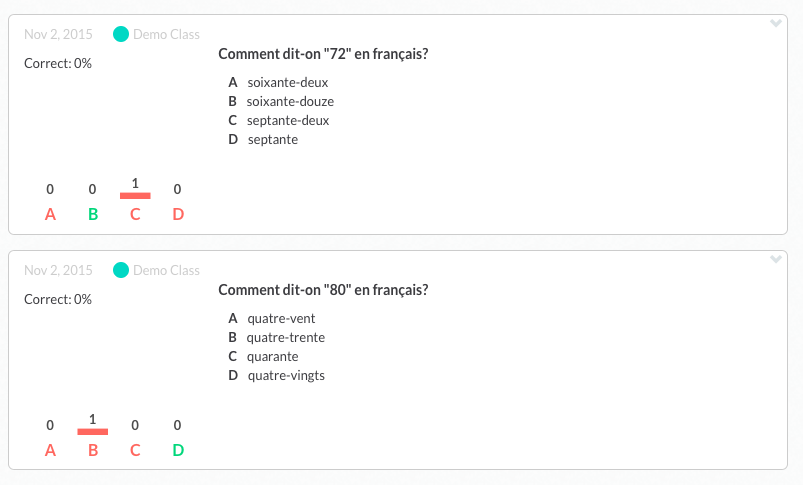 Nov 2, 2015 Demo Class
Correct: 0%
Comment dit-on "72" en français?
A soixante-deux
B soixante-douze
C septante-deux
D septante
0 0 1 0
A B C D
Nov 2, 2015 Demo Class
Correct: 0%
Comment dit-on "80" en français?
A quatre-vent
B quatre-trente
C quarante
D quatre-vingts
0 1 0 0
A B C D